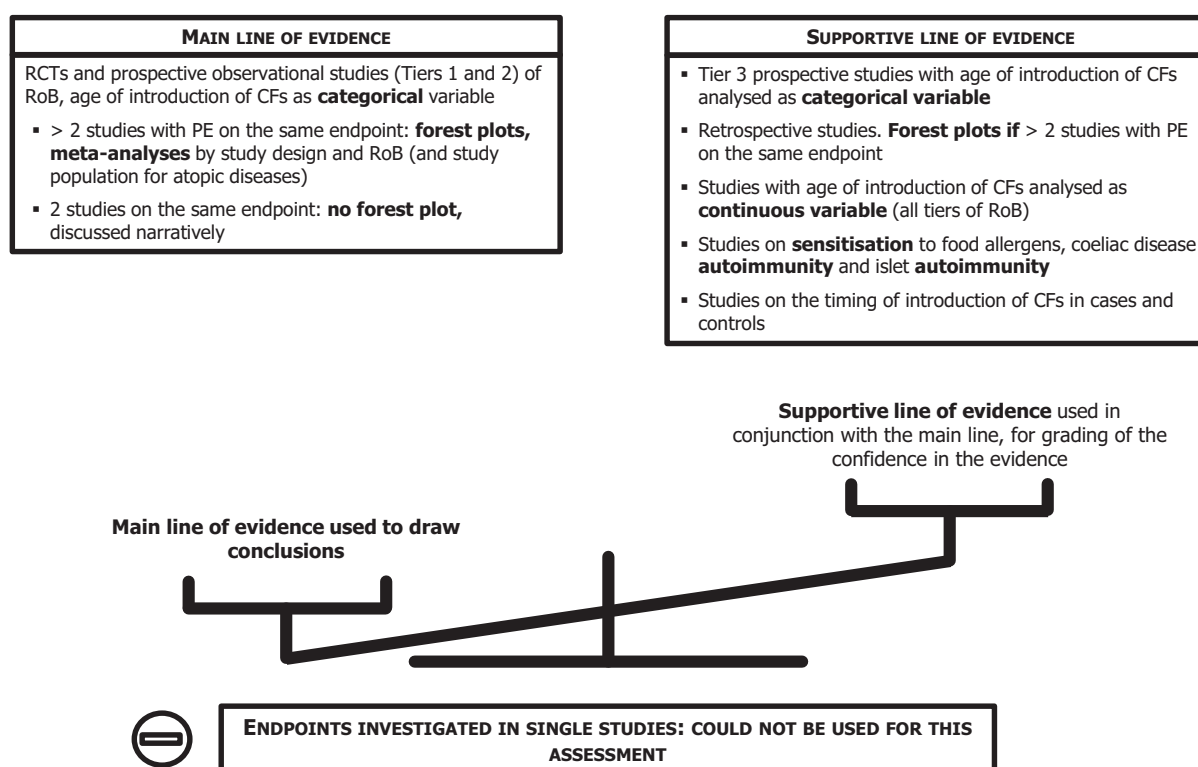 MAIN LINE OF EVIDENCE
RCTs and prospective observational studies (Tiers 1 and 2) of
RoB, age of introduction of CFs as categorical variable
▪ > 2 studies with PE on the same endpoint: forest plots,
meta-analyses by study design and RoB (and study
population for atopic diseases)
▪ 2 studies on the same endpoint: no forest plot,
discussed narratively
SUPPORTIVE LINE OF EVIDENCE
▪ Tier 3 prospective studies with age of introduction of CFs
analysed as categorical variable
▪ Retrospective studies. Forest plots if > 2 studies with PE
on the same endpoint
▪ Studies with age of introduction of CFs analysed as
continuous variable (all tiers of RoB)
▪ Studies on sensitisation to food allergens, coeliac disease
autoimmunity and islet autoimmunity
▪ Studies on the timing of introduction of CFs in cases and
controls
Supportive line of evidence used in
conjunction with the main line, for grading of the
confidence in the evidence
Main line of evidence used to draw
conclusions
ENDPOINTS INVESTIGATED IN SINGLE STUDIES: COULD NOT BE USED FOR THIS
ASSESSMENT